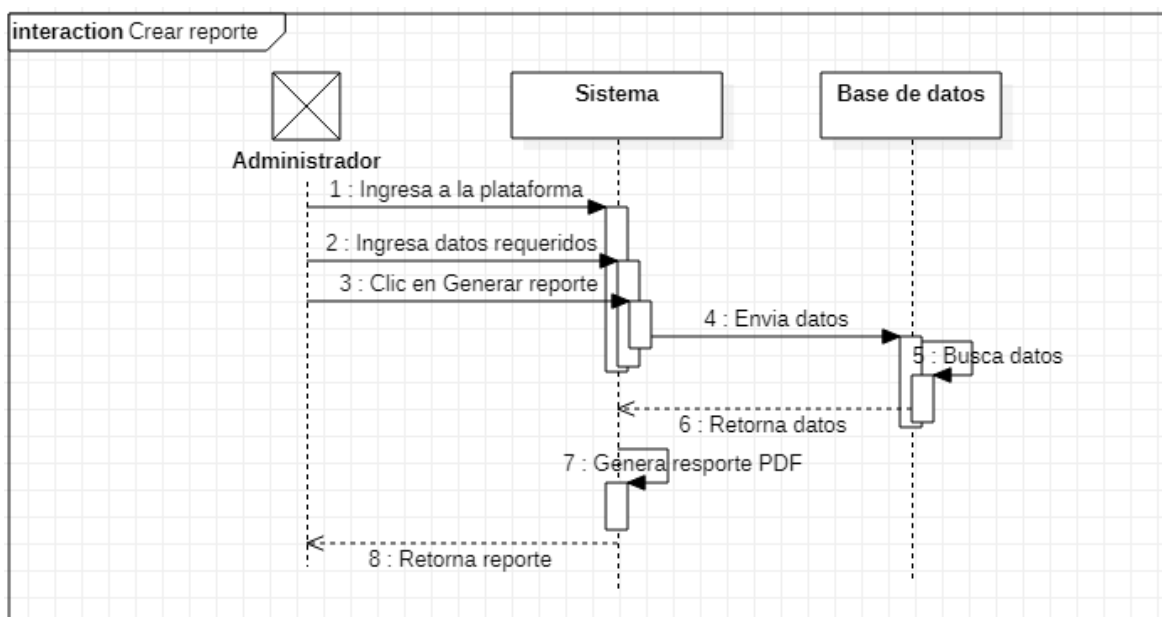 interaction Crear reporte
Sistema
Base de datos
Administrador
1 : Ingresa a la plataforma
2 : Ingresa datos requeridos
3 : Clic en Generar reporte
4 : Envia datos
5 : Busca datos
6 : Retorna datos
7 : Genera resporte PDF
8 : Retorna reporte